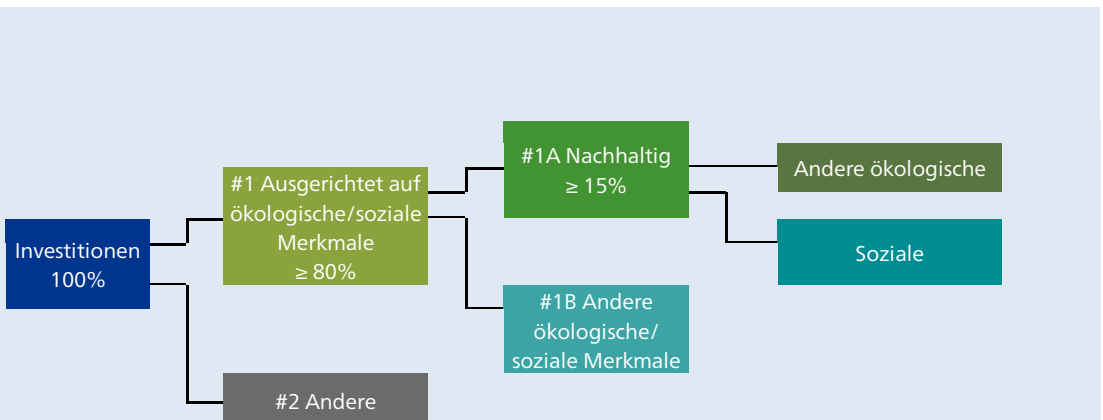 Investitionen
100%
#1 Ausgerichtet auf
ökologische/soziale
Merkmale
≥ 80%
#2 Andere
#1A Nachhaltig
≥ 15%
#1B Andere
ökologische/
soziale Merkmale
Andere ökologische
Soziale